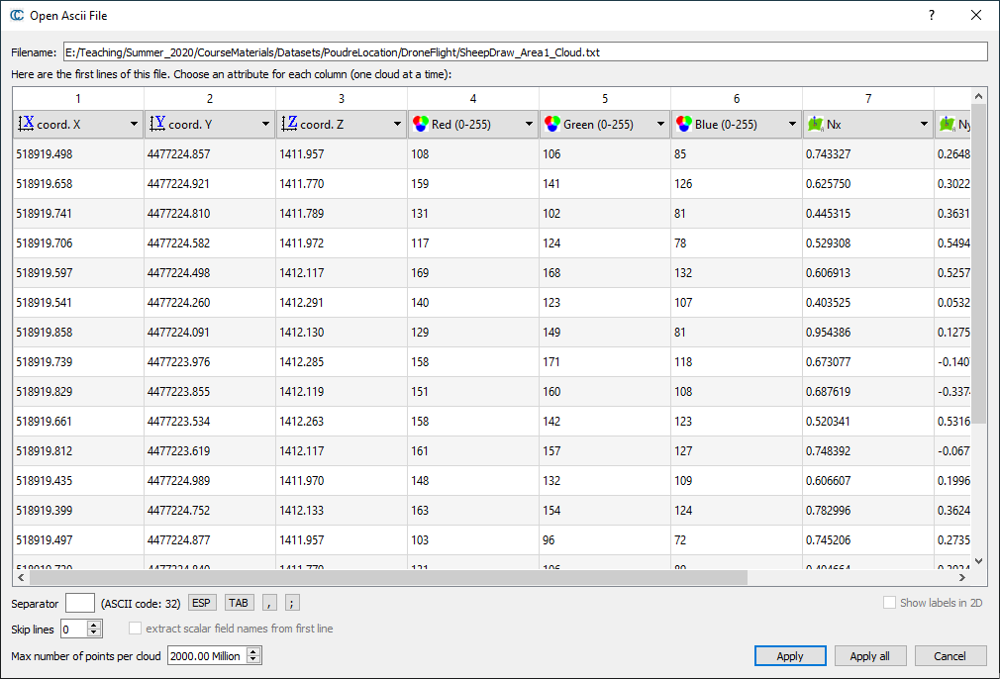 Open Ascii File ?
Filename: E:/Teaching/Summer_2020/CourseMaterials/Datasets/PoudreLocation/DroneFlight/SheepDraw_Area1_Cloud.txt
Here are the first lines of this file. Choose an attribute for each column (one cloud at a time):
1 2 3 4 5 6 7
X coord. X Y coord. Y Z coord. Z Red (0-255) Green (0-255) Blue (0-255) Nx Ny
518919.498 4477224.857 1411.957 108 106 85 0.743327 0.2648
518919.658 4477224.921 1411.770 159 141 126 0.625750 0.3022
518919.741 4477224.810 1411.789 131 102 81 0.445315 0.3631
518919.706 4477224.582 1411.972 117 124 78 0.529308 0.5494
518919.597 4477224.498 1412.117 169 168 132 0.606913 0.5257
518919.541 4477224.260 1412.291 140 123 107 0.403525 0.0532
518919.858 4477224.091 1412.130 129 149 81 0.954386 0.1275
518919.739 4477223.976 1412.285 158 171 118 0.673077 -0.140
518919.829 4477223.855 1412.119 151 160 108 0.687619 -0.337
518919.661 4477223.534 1412.263 158 142 123 0.520341 0.5316
518919.812 4477223.619 1412.117 161 157 127 0.748392 -0.067
518919.435 4477224.989 1411.970 148 132 109 0.606607 0.1996
518919.399 4477224.752 1412.133 163 154 124 0.782996 0.3624
518919.497 4477224.877 1411.957 103 96 72 0.745206 0.2735
Separator (ASCII code: 32) ESP TAB , ; Show labels in 2D
Skip lines 0 extract scalar field names from first line
Max number of points per cloud 2000.00 Million Apply Apply all Cancel